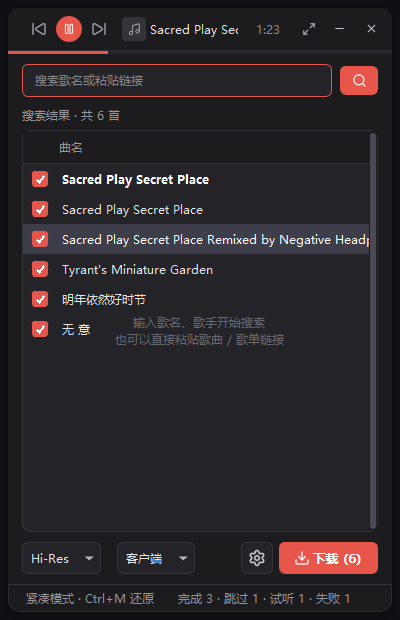 Sacred Play Sec
1:23
搜索歌名或粘贴链接
搜索结果 · 共 6 首
曲名
Sacred Play Secret Place
Sacred Play Secret Place
Sacred Play Secret Place Remixed by Negative Headp
Tyrant's Miniature Garden
明年依然好时节
无 意
输入歌名、歌手开始搜索
也可以直接粘贴歌曲 / 歌单链接
Hi-Res
客户端
下载 (6)
紧凑模式 · Ctrl+M 还原
完成 3 · 跳过 1 · 试听 1 · 失败 1